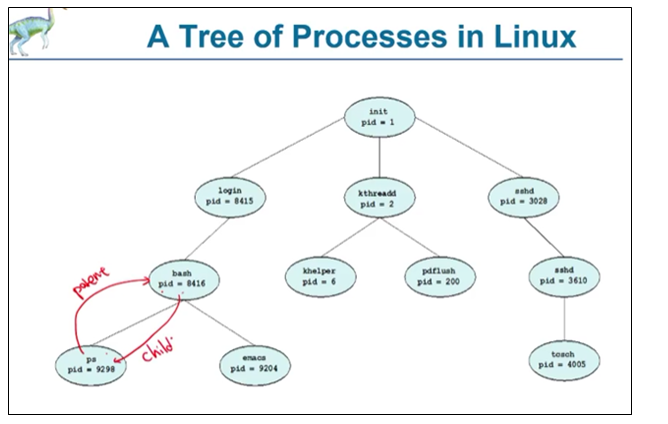 A Tree of Processes in Linux
init
pid = 1
login
pid = 8415
kthreadd
pid = 2
sshd
pid = 3028
bash
pid = 8416
khelper
pid = 6
pdflush
pid = 200
sshd
pid = 3610
parent
child
ps
pid = 9298
emacs
pid = 9204
tcsch
pid = 4005